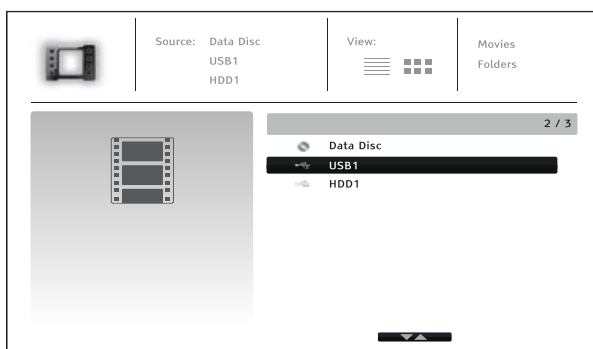 Source: Data Disc
USB1
HDD1
View:
Movies
Folders
2 / 3
Data Disc
USB1
HDD1